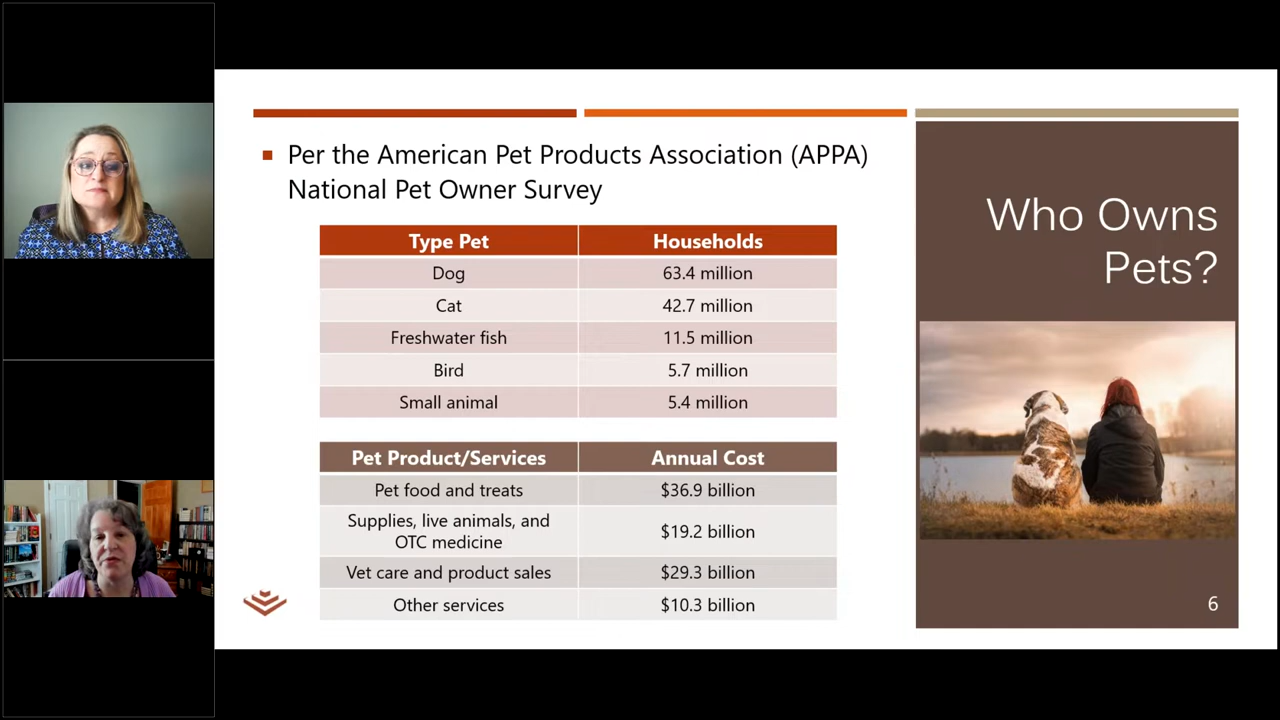 Per the American Pet Products Association (APPA)
National Pet Owner Survey
Type Pet Households
Dog 63.4 million
Cat 42.7 million
Freshwater fish 11.5 million
Bird 5.7 million
Small animal 5.4 million
Pet Product/Services Annual Cost
Pet food and treats $36.9 billion
Supplies, live animals, and
OTC medicine $19.2 billion
Vet care and product sales $29.3 billion
Other services $10.3 billion
Who Owns
Pets?
6